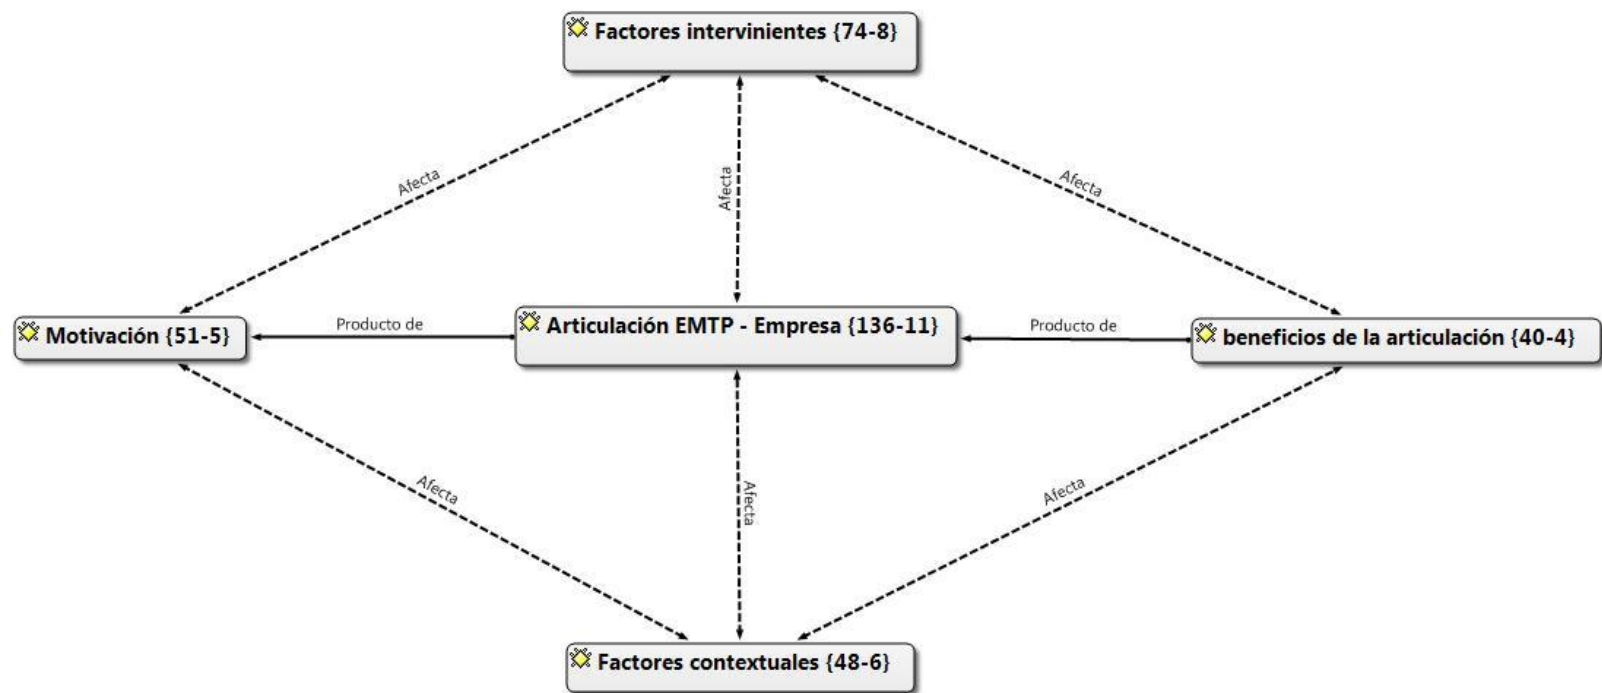 Factores intervinientes {74-8}
Afecta
Afecta
Afecta
Motivación {51-5}
Producto de
Articulación EMTP - Empresa {136-11}
Producto de
beneficios de la articulación {40-4}
Afecta
Afecta
Afecta
Factores contextuales {48-6}